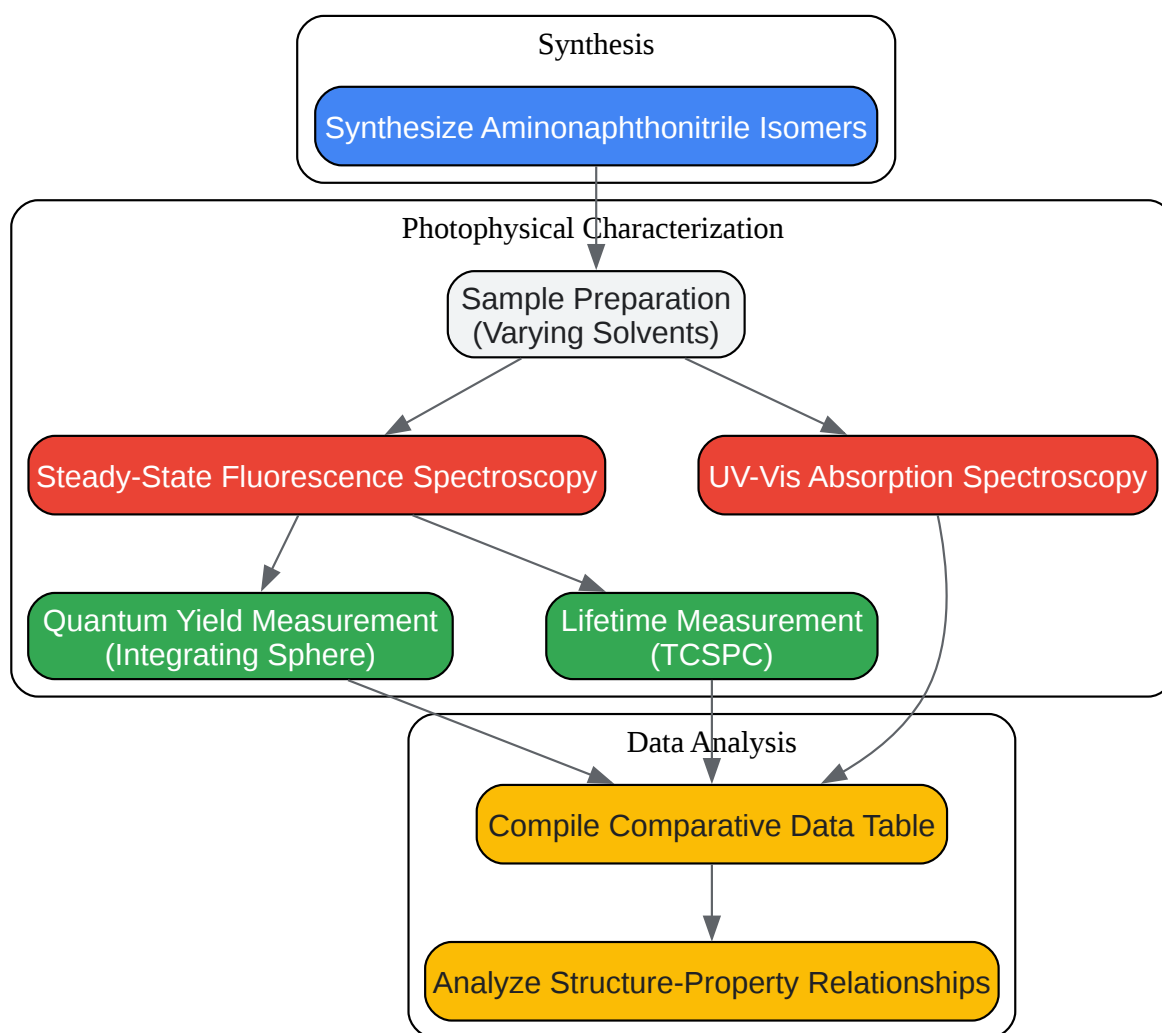 Synthesis
Synthesize Aminonaphthonitrile Isomers
Photophysical Characterization
Sample Preparation
(Varying Solvents)
Steady-State Fluorescence Spectroscopy
UV-Vis Absorption Spectroscopy
Quantum Yield Measurement
(Integrating Sphere)
Lifetime Measurement
(TCSPC)
Data Analysis
Compile Comparative Data Table
Analyze Structure-Property Relationships